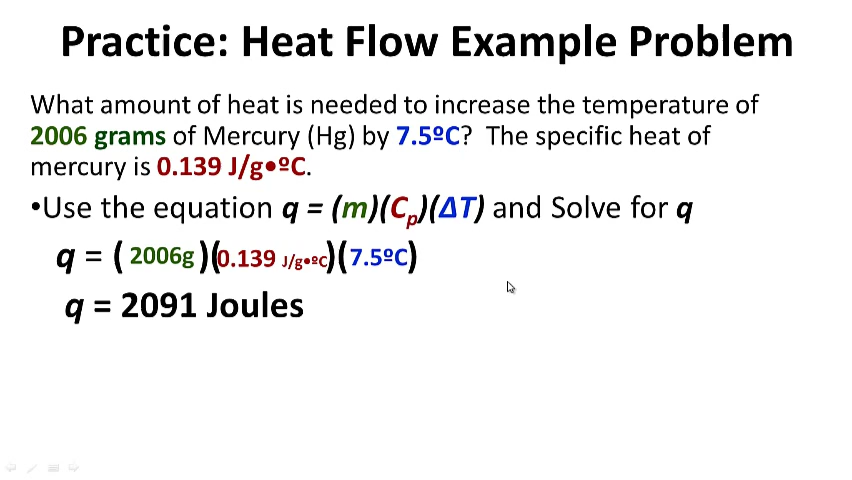 Practice: Heat Flow Example Problem
What amount of heat is needed to increase the temperature of
2006 grams of Mercury (Hg) by 7.5ºC? The specific heat of
mercury is 0.139 J/g•ºC.
•Use the equation q = (m)(Cp)(ΔT) and Solve for q
q = ( 2006g )(0.139 J/g•ºC)(7.5ºC)
q = 2091 Joules